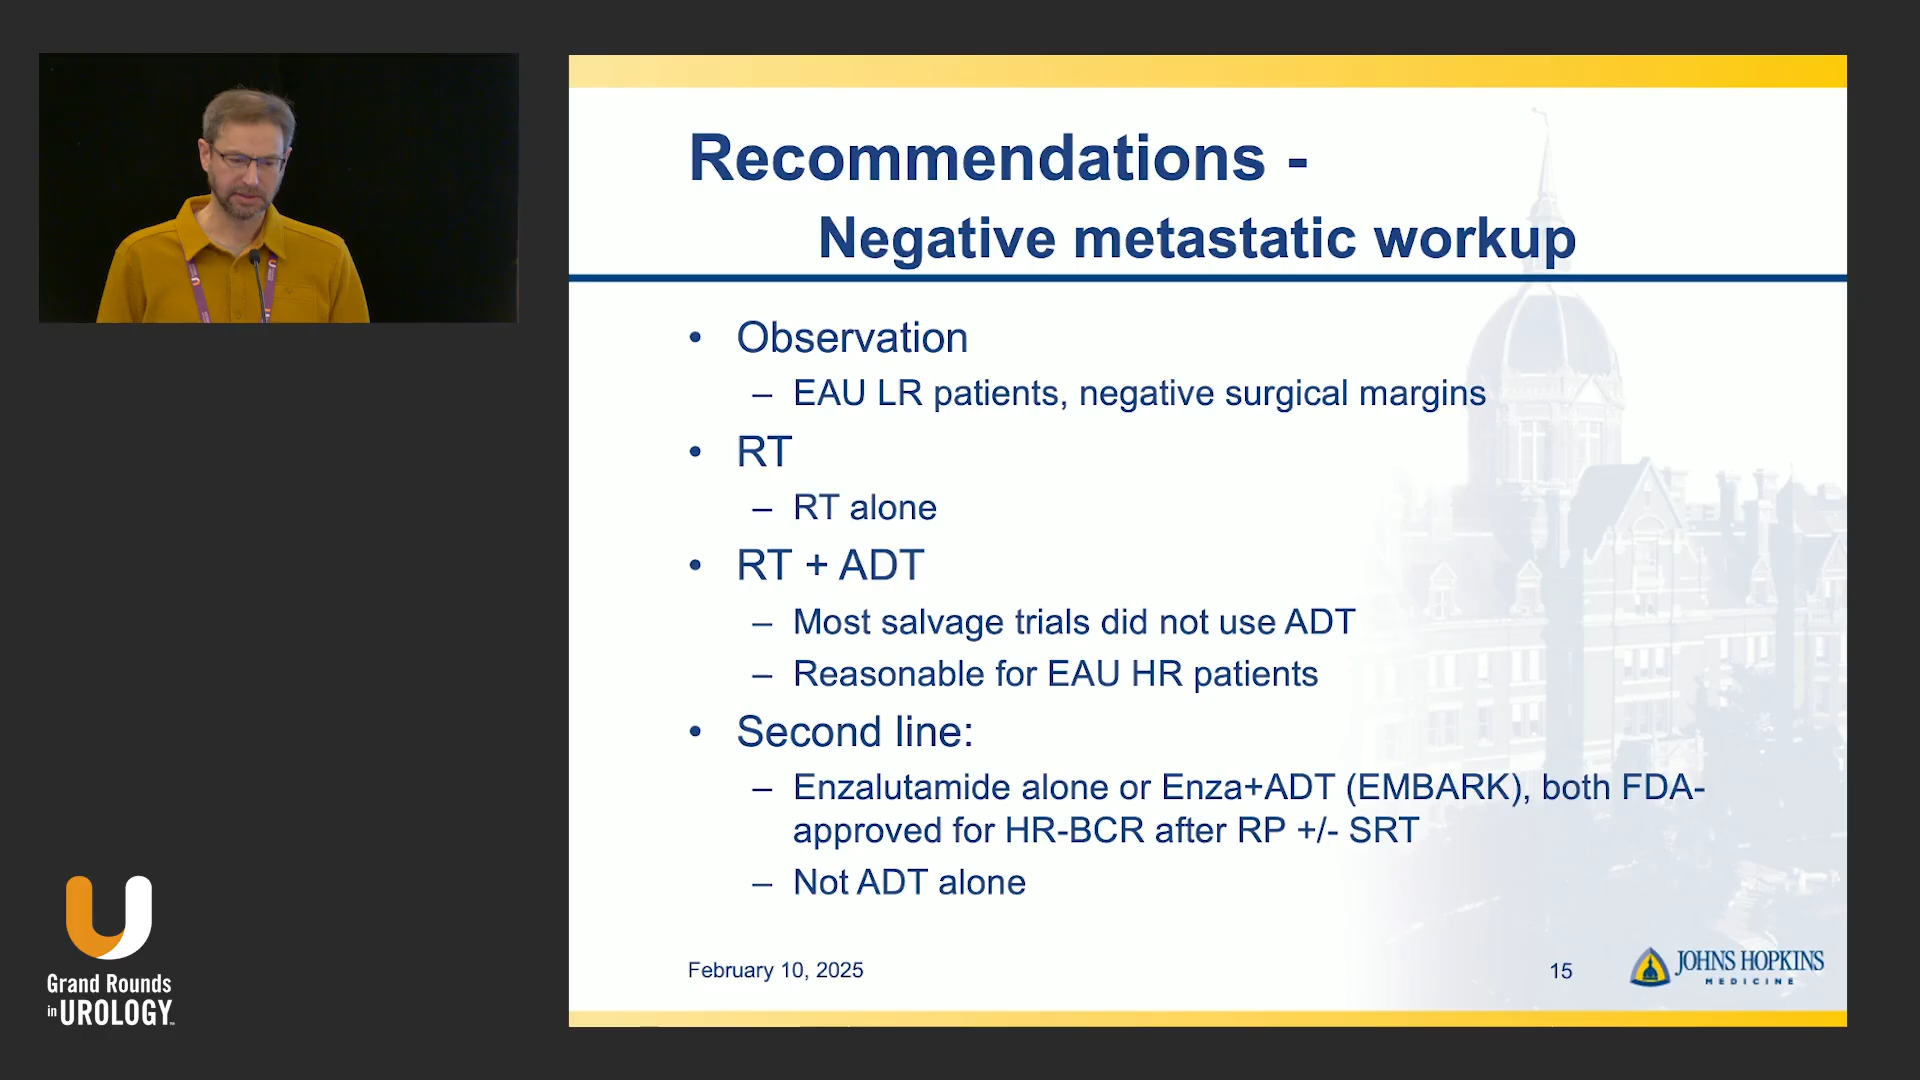 Recommendations -
Negative metastatic workup
• Observation
– EAU LR patients, negative surgical margins
• RT
– RT alone
• RT + ADT
– Most salvage trials did not use ADT
– Reasonable for EAU HR patients
• Second line:
– Enzalutamide alone or Enza+ADT (EMBARK), both FDA-
approved for HR-BCR after RP +/- SRT
– Not ADT alone
February 10, 2025
15
JOHNS HOPKINS
MEDICINE
Grand Rounds
in UROLOGY™